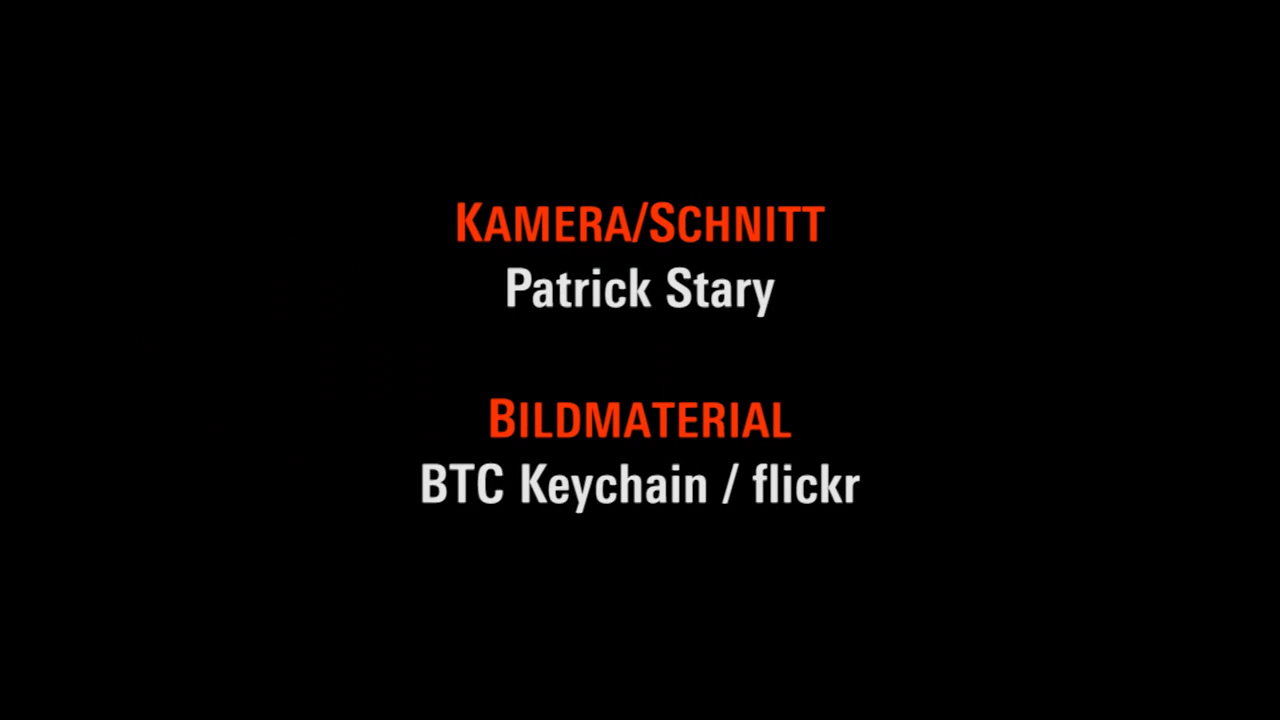 KAMERA/SCHNITT
Patrick Stary
BILDMATERIAL
BTC Keychain / flickr